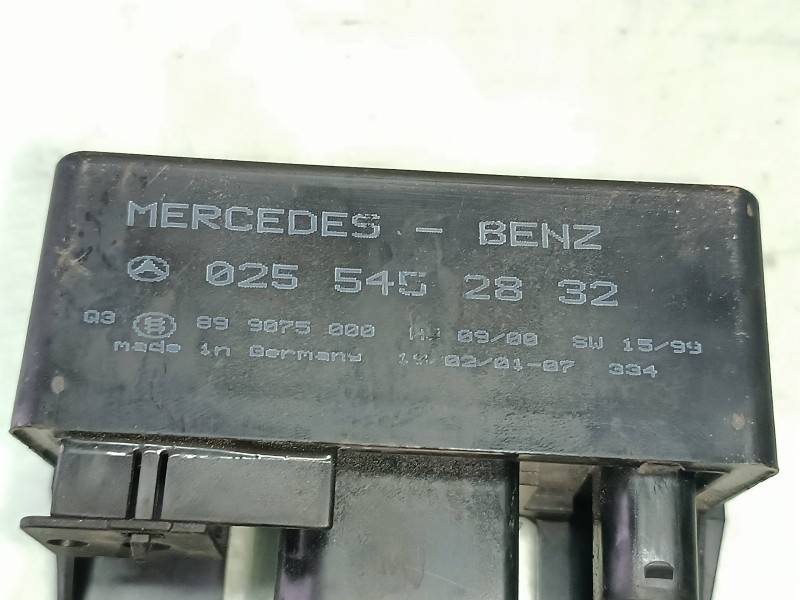 MERCEDES - BENZ
025 545 28 32
Q3 89 9075 000 09/00 SW 15/99
made in Germany /02/01-07 334